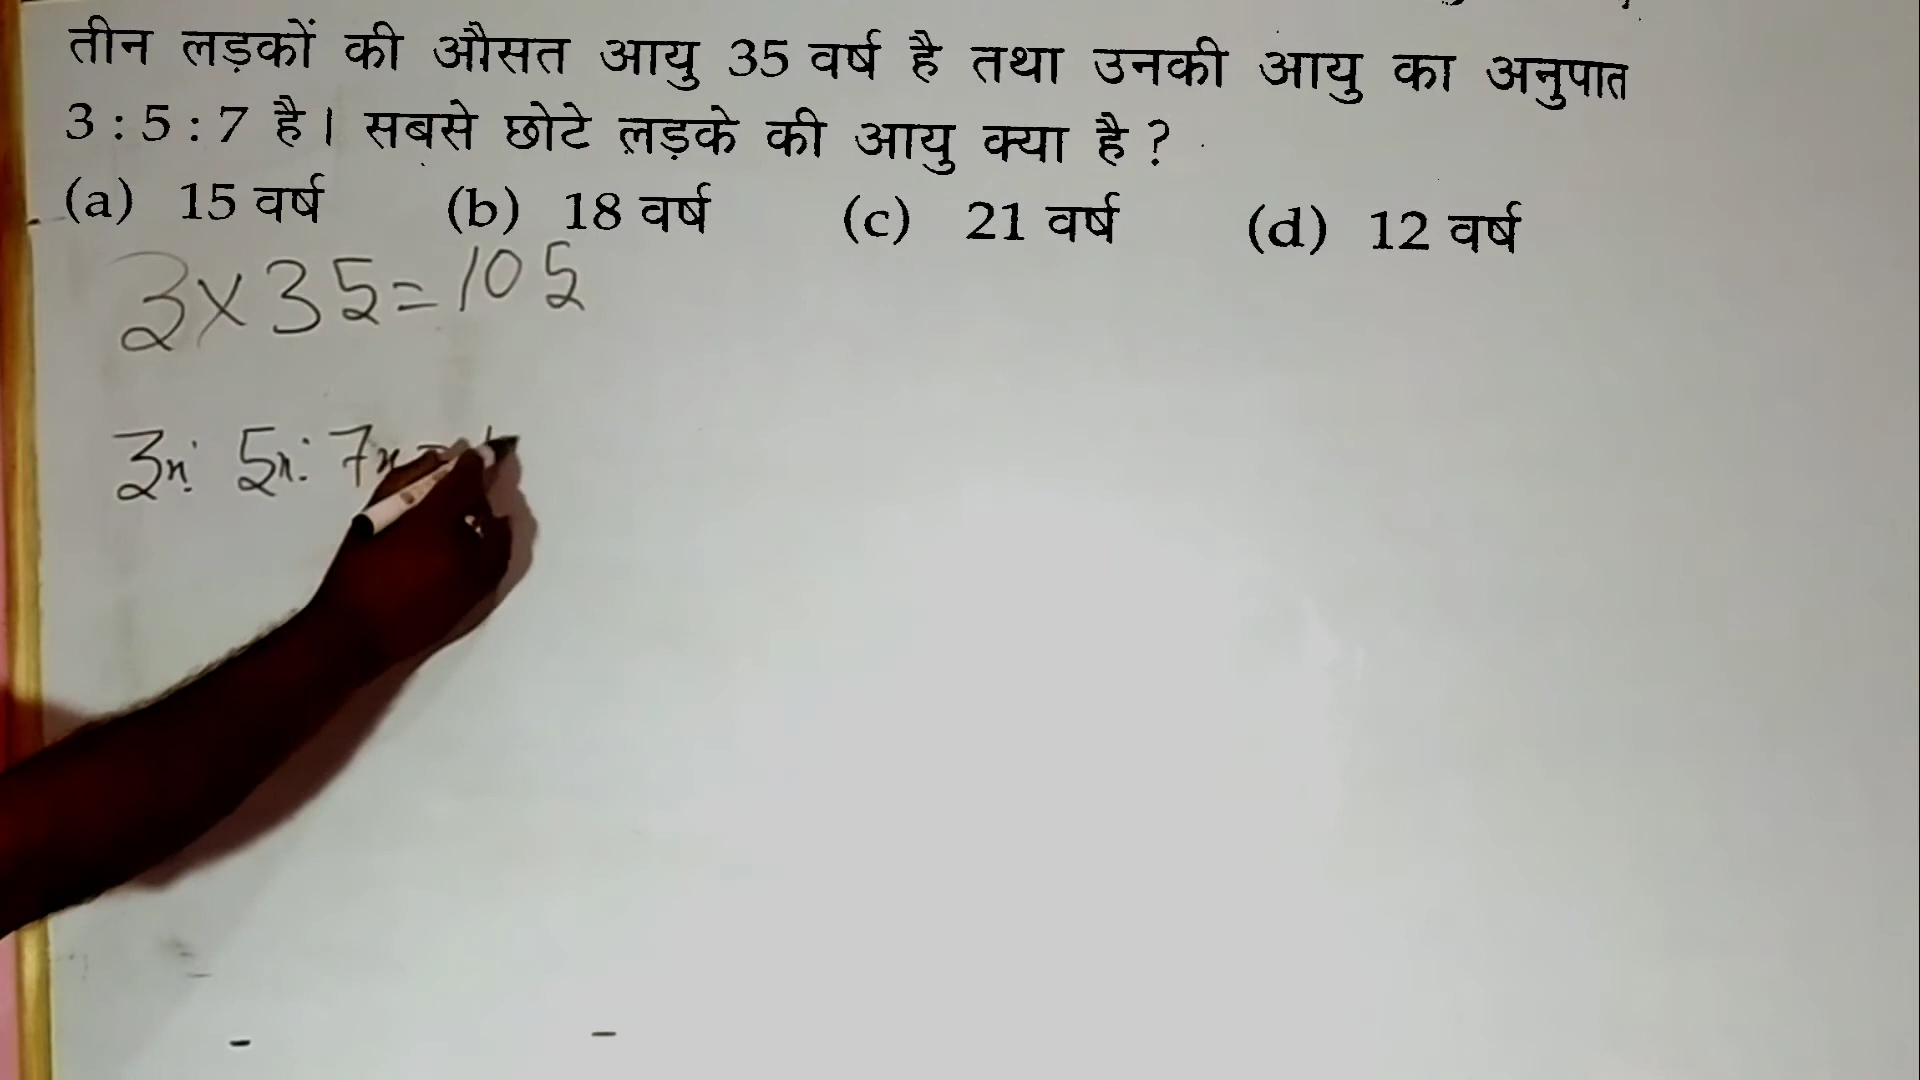 तीन लड़कों की औसत आयु 35 वर्ष है तथा उनकी आयु का अनुपात
3 : 5 : 7 है। सबसे छोटे लड़के की आयु क्या है ?
(a) 15 वर्ष (b) 18 वर्ष (c) 21 वर्ष (d) 12 वर्ष
3×35=105
3x: 5x: 7x =